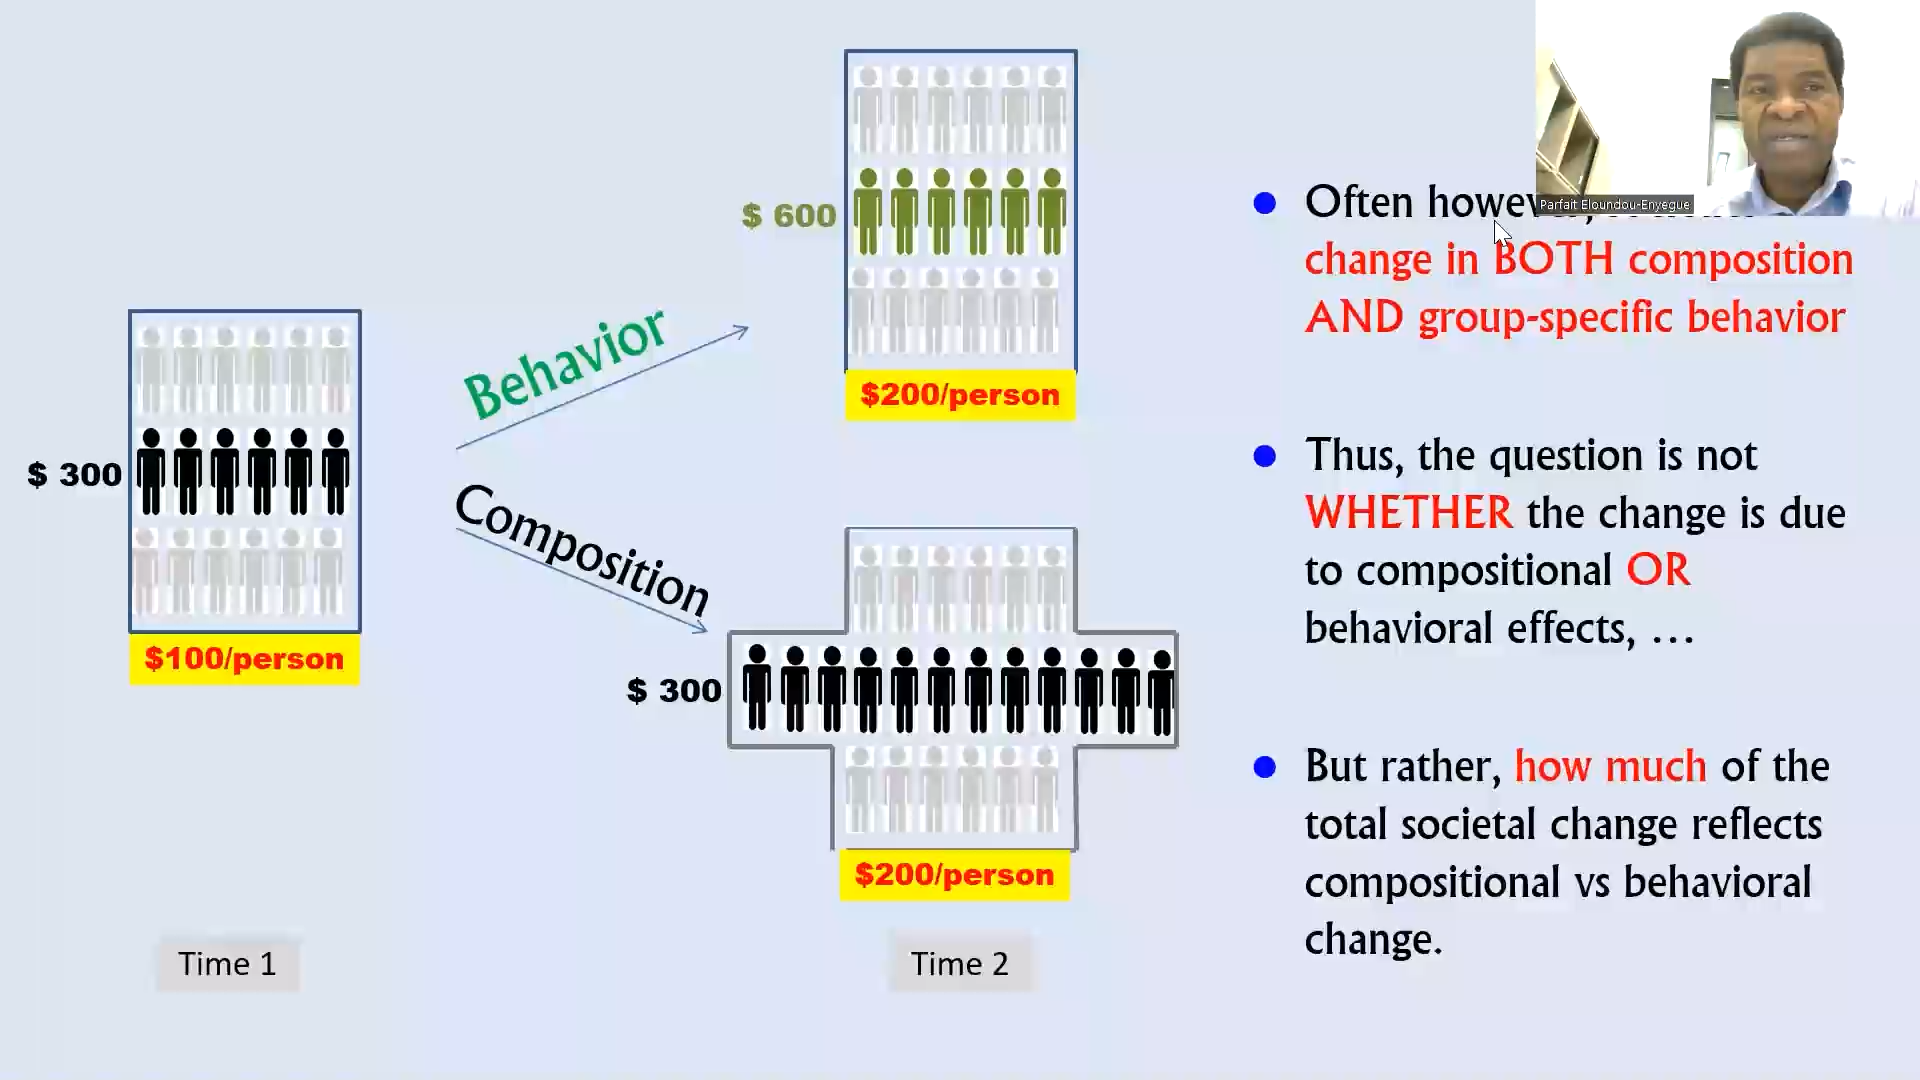 $ 300
$100/person
Time 1
Behavior
Composition
$ 600
$200/person
$ 300
$200/person
Time 2
Parfait Eloundou-Enyegue
Often
change in BOTH composition
AND group-specific behavior
Thus, the question is not
WHETHER the change is due
to compositional OR
behavioral effects, …
But rather, how much of the
total societal change reflects
compositional vs behavioral
change.